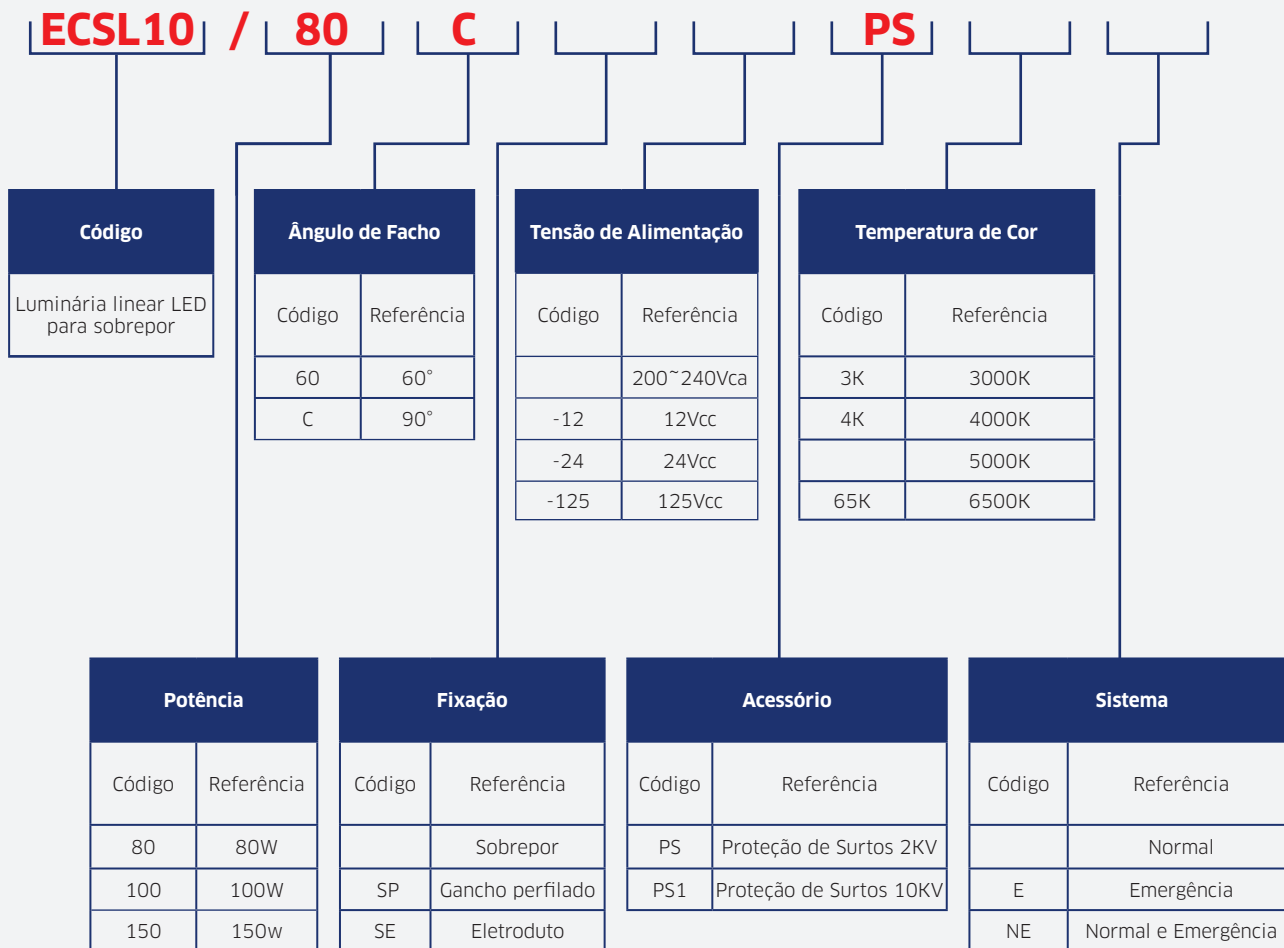 ECSL10 / 80 C PS
Código
Luminária linear LED
para sobrepor
Ângulo de Facho
Código Referência
60 60°
C 90°
Tensão de Alimentação
Código Referência
200~240Vca
-12 12Vcc
-24 24Vcc
-125 125Vcc
Temperatura de Cor
Código Referência
3K 3000K
4K 4000K
5000K
65K 6500K
Potência
Código Referência
80 80W
100 100W
150 150w
Fixação
Código Referência
Sobrepor
SP Gancho perfilado
SE Eletroduto
Acessório
Código Referência
PS Proteção de Surtos 2KV
PS1 Proteção de Surtos 10KV
Sistema
Código Referência
Normal
E Emergência
NE Normal e Emergência